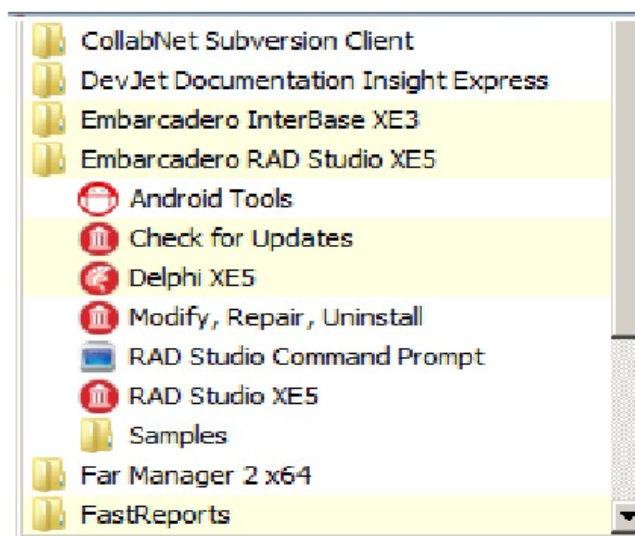 CollabNet Subversion Client
DevJet Documentation Insight Express
Embarcadero InterBase XE3
Embarcadero RAD Studio XE5
Android Tools
Check for Updates
Delphi XE5
Modify, Repair, Uninstall
RAD Studio Command Prompt
RAD Studio XE5
Samples
Far Manager 2 x64
FastReports